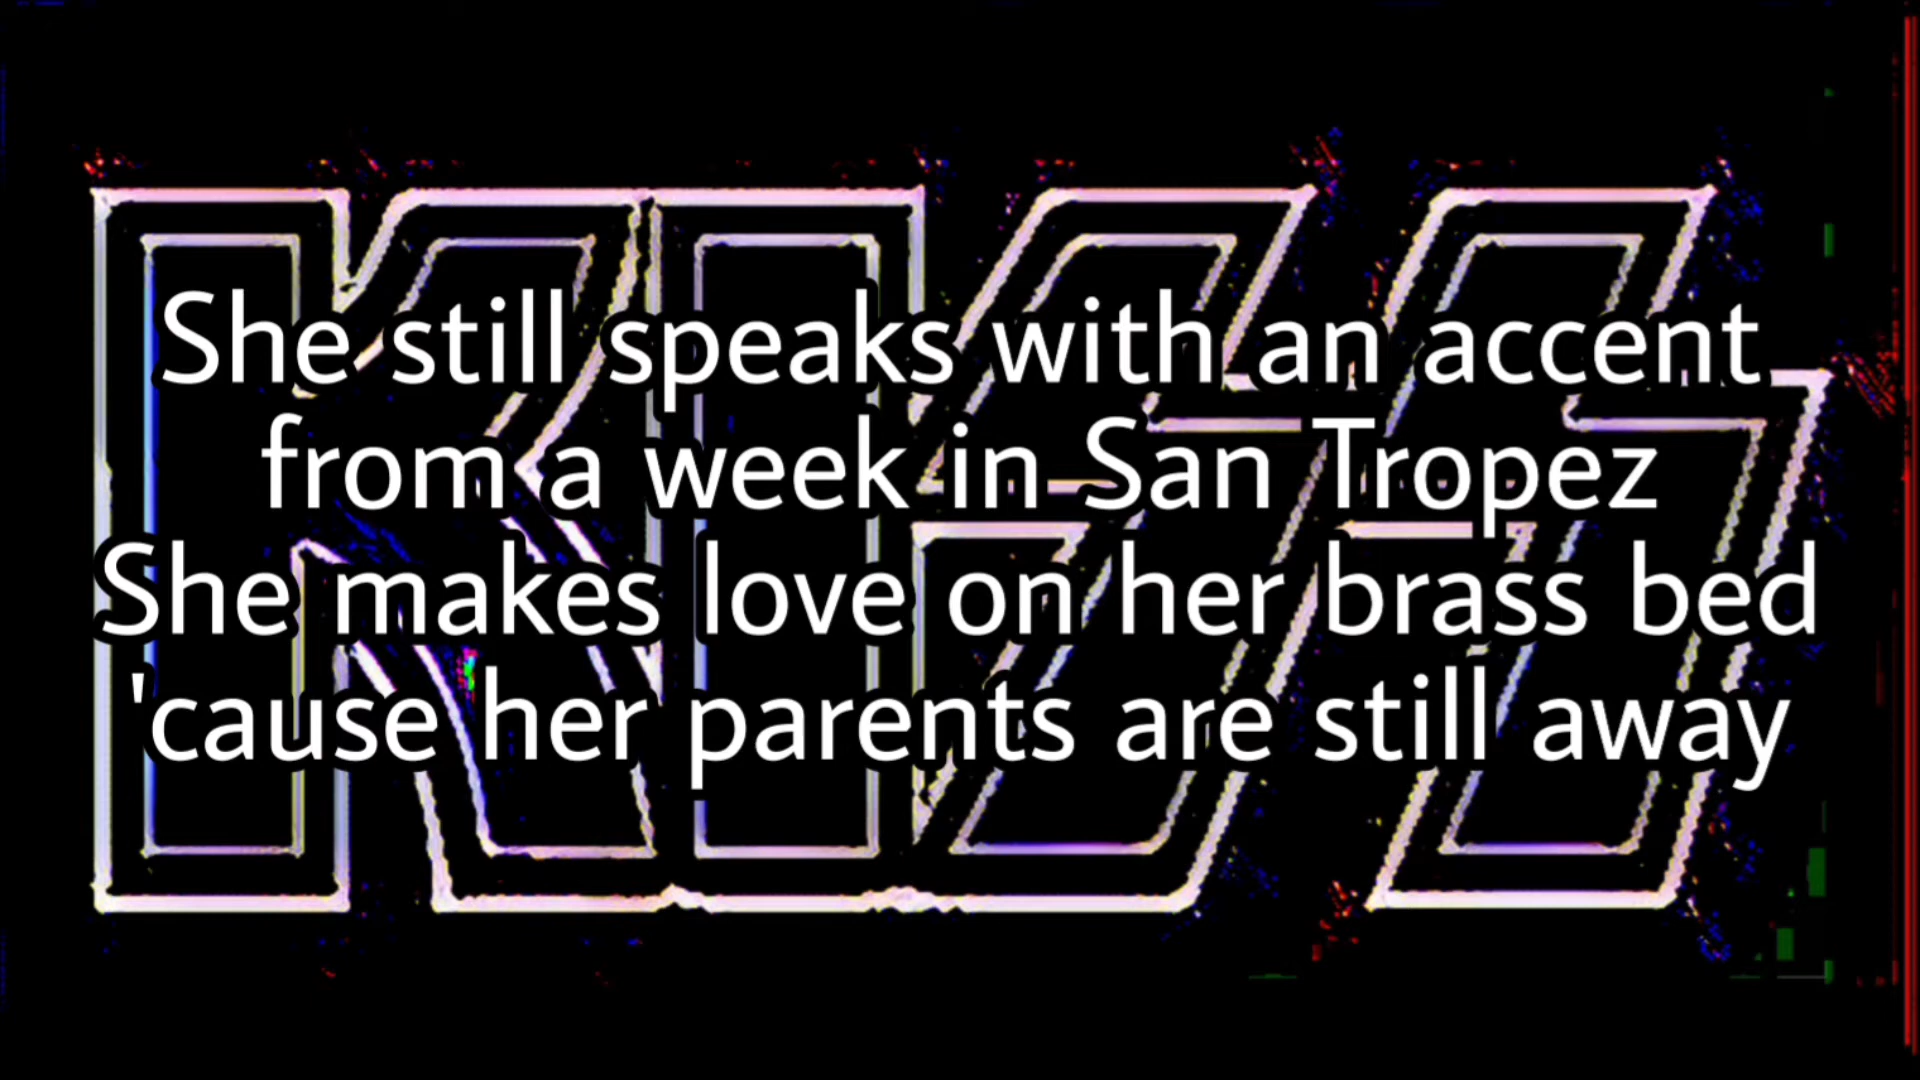 KISS
She still speaks with an accent
from a week in San Tropez
She makes love on her brass bed
'cause her parents are still away